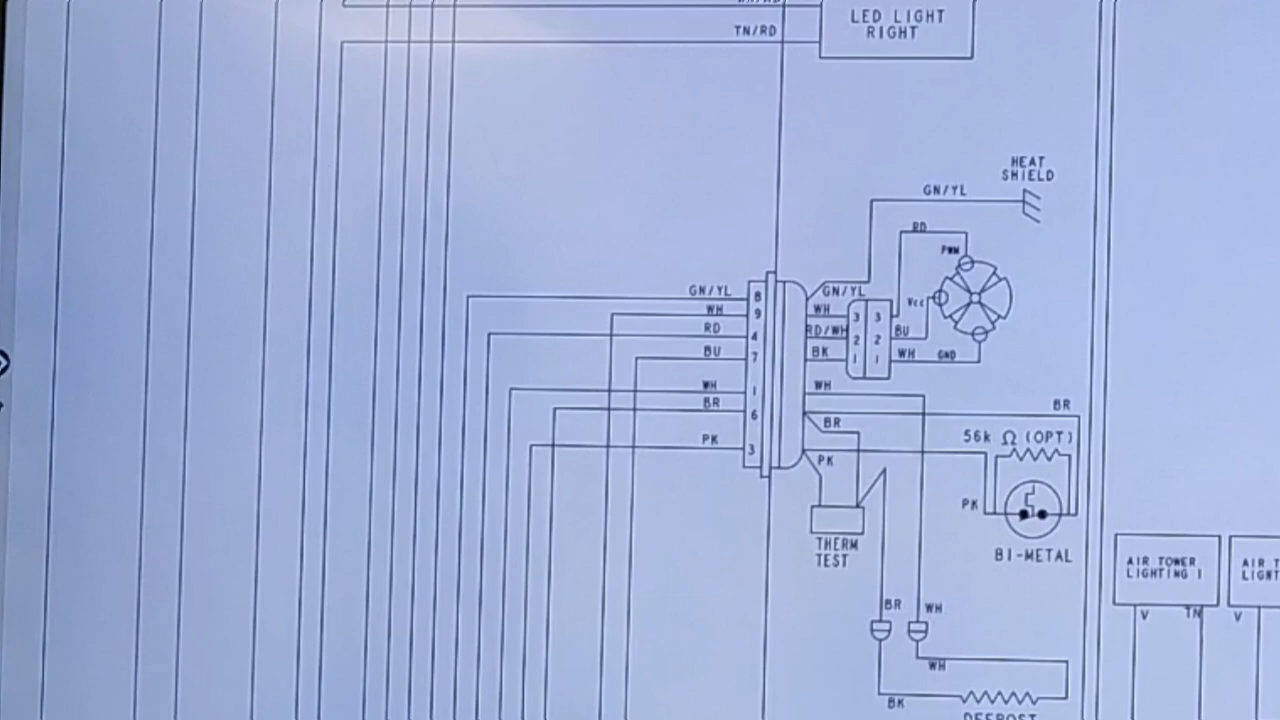 TN/RD
LED LIGHT
RIGHT
HEAT
SHIELD
GN/YL
RD
PWM
GN/YL
8
GN/YL
WH
9
WH
3
3
Vcc
RD
4
RD/WH
2
2
BU
BU
7
BK
1
1
WH
GND
WH
1
WH
BR
6
BR
BR
PK
3
PK
56k Ω (OPT)
PK
THERM
TEST
BI-METAL
AIR TOWER
LIGHTING 1
AIR T
LIGHT
BR
WH
V
TN
V
WH
BK
DEFROST